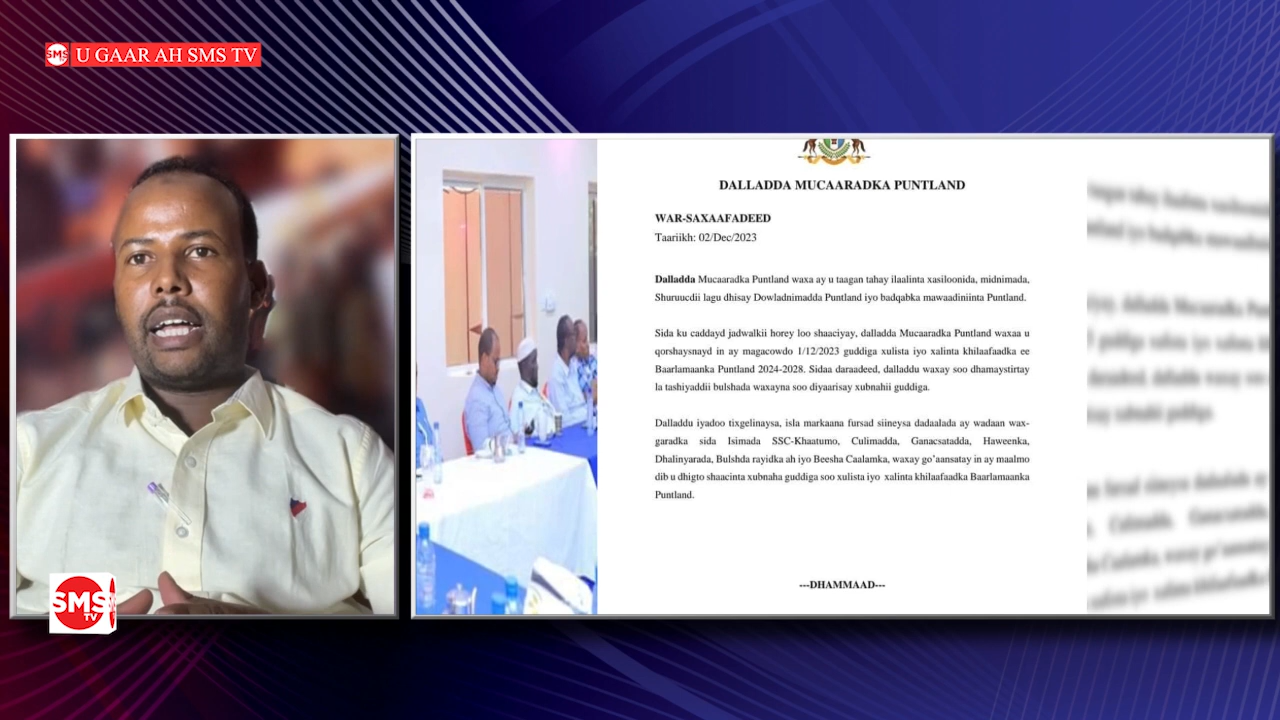 SMS U GAAR AH SMS TV
DALLADDA MUCAARADKA PUNTLAND
WAR-SAXAAFADEED
Taariikh: 02/Dec/2023
Dalladda Mucaaradka Puntland waxa ay u taagan tahay ilaalinta xasiloonida, midnimada,
Shuruucdii lagu dhisay Dowladnimadda Puntland iyo badqabka mawaadiniinta Puntland.
Sida ku caddayd jadwalkii horey loo shaaciyay, dalladda Mucaaradka Puntland waxaa u
qorshaysnayd in ay magacowdo 1/12/2023 guddiga xulista iyo xalinta khilaafaadka ee
Baarlamaanka Puntland 2024-2028. Sidaa daraadeed, dalladdu waxay soo dhamaystirtay
la tashiyaddii bulshada waxayna soo diyaarisay xubnahii guddiga.
Dalladdu iyadoo tixgelinaysa, isla markaana fursad siineysa dadaalada ay wadaan wax-
garadka sida Isimada SSC-Khaatumo, Culimadda, Ganacsatadda, Haweenka,
Dhalinyarada, Bulshda rayidka ah iyo Beesha Caalamka, waxay go'aansatay in ay maalmo
dib u dhigto shaacinta xubnaha guddiga soo xulista iyo xalinta khilaafaadka Baarlamaanka
Puntland.
---DHAMMAAD---
SMS
TV